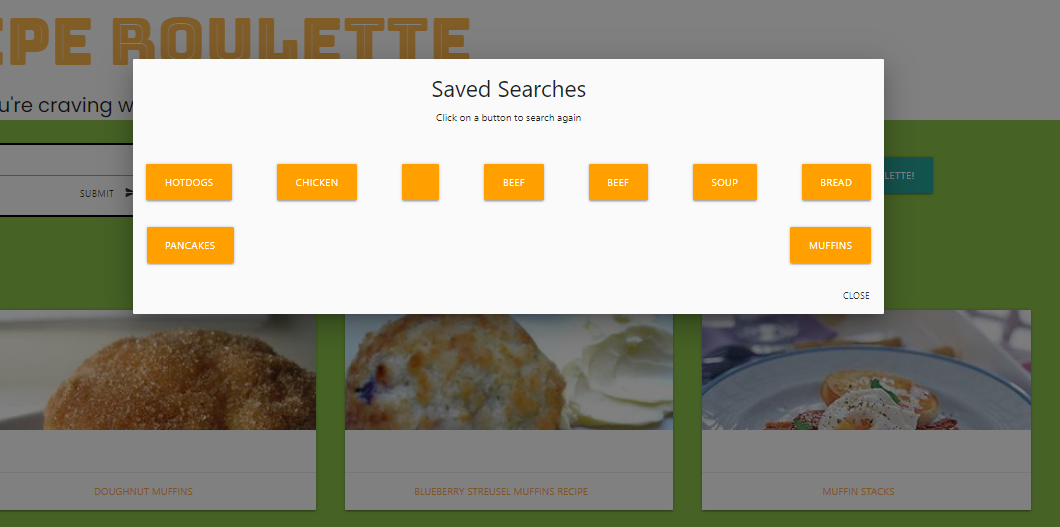 EPE ROULETTE
u're craving w
Saved Searches
Click on a button to search again
HOTDOGS CHICKEN BEEF BEEF SOUP BREAD
SUBMIT LETTE!
PANCAKES MUFFINS
CLOSE
DOUGHNUT MUFFINS BLUEBERRY STREUSEL MUFFINS RECIPE MUFFIN STACKS